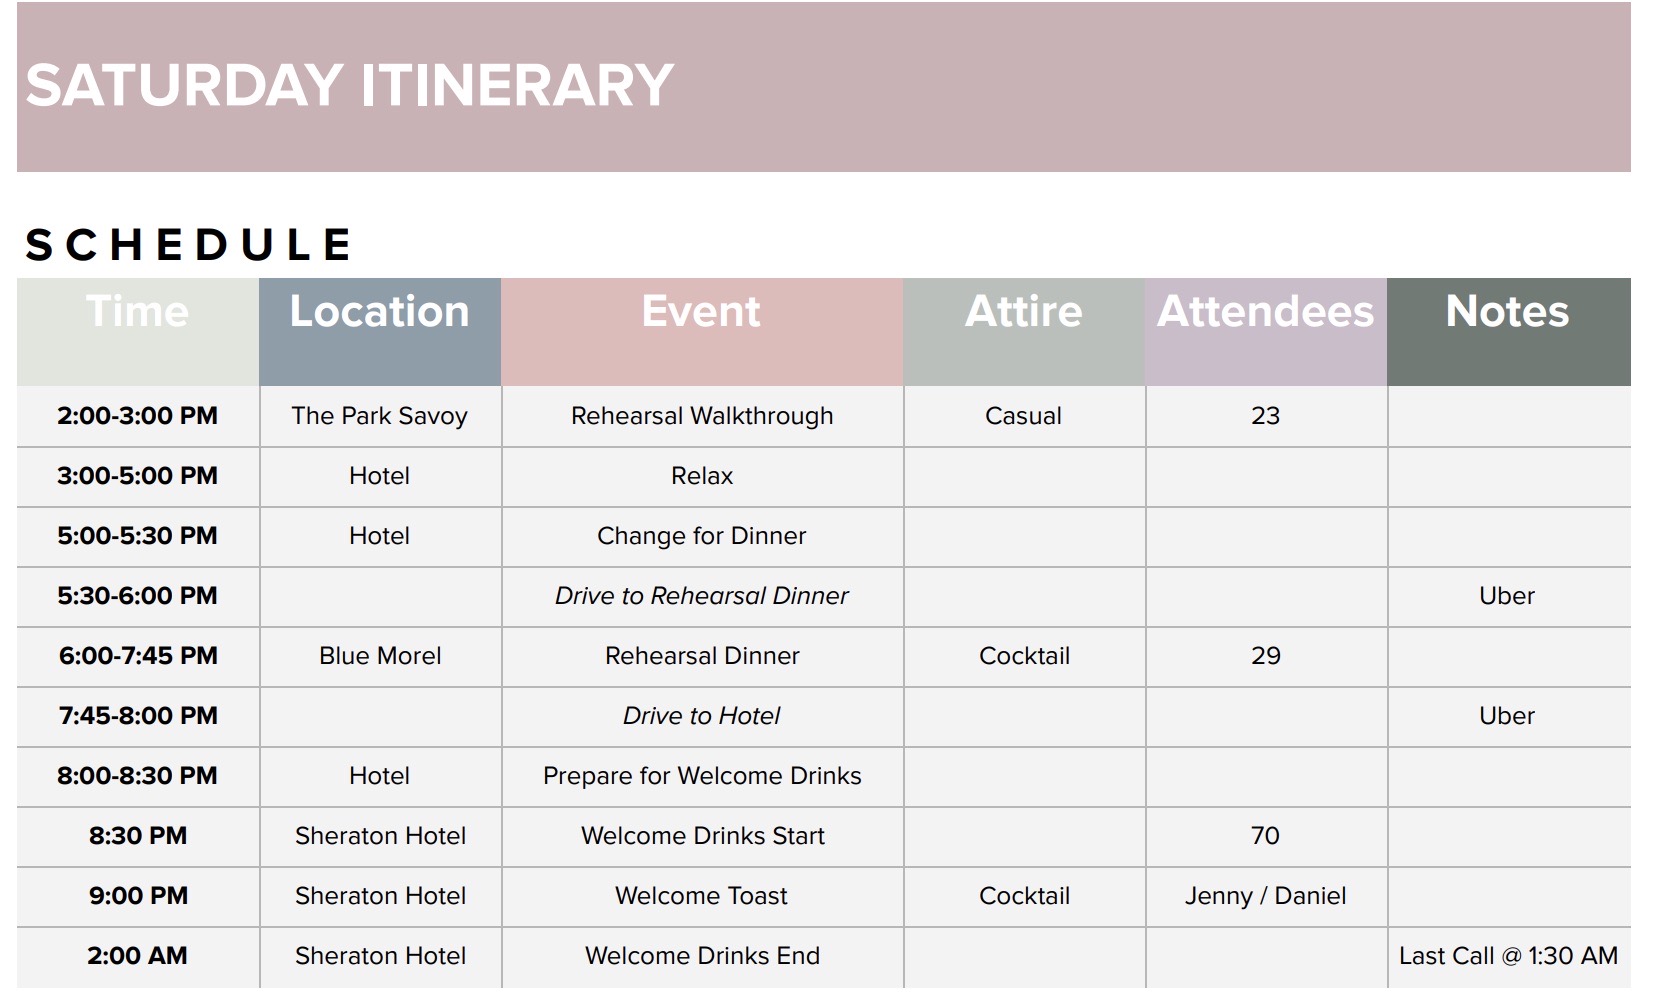 SATURDAY ITINERARY
SCHEDULE
Time Location Event Attire Attendees Notes
2:00-3:00 PM The Park Savoy Rehearsal Walkthrough Casual 23
3:00-5:00 PM Hotel Relax
5:00-5:30 PM Hotel Change for Dinner
5:30-6:00 PM Drive to Rehearsal Dinner Uber
6:00-7:45 PM Blue Morel Rehearsal Dinner Cocktail 29
7:45-8:00 PM Drive to Hotel Uber
8:00-8:30 PM Hotel Prepare for Welcome Drinks
8:30 PM Sheraton Hotel Welcome Drinks Start 70
9:00 PM Sheraton Hotel Welcome Toast Cocktail Jenny / Daniel
2:00 AM Sheraton Hotel Welcome Drinks End Last Call @ 1:30 AM